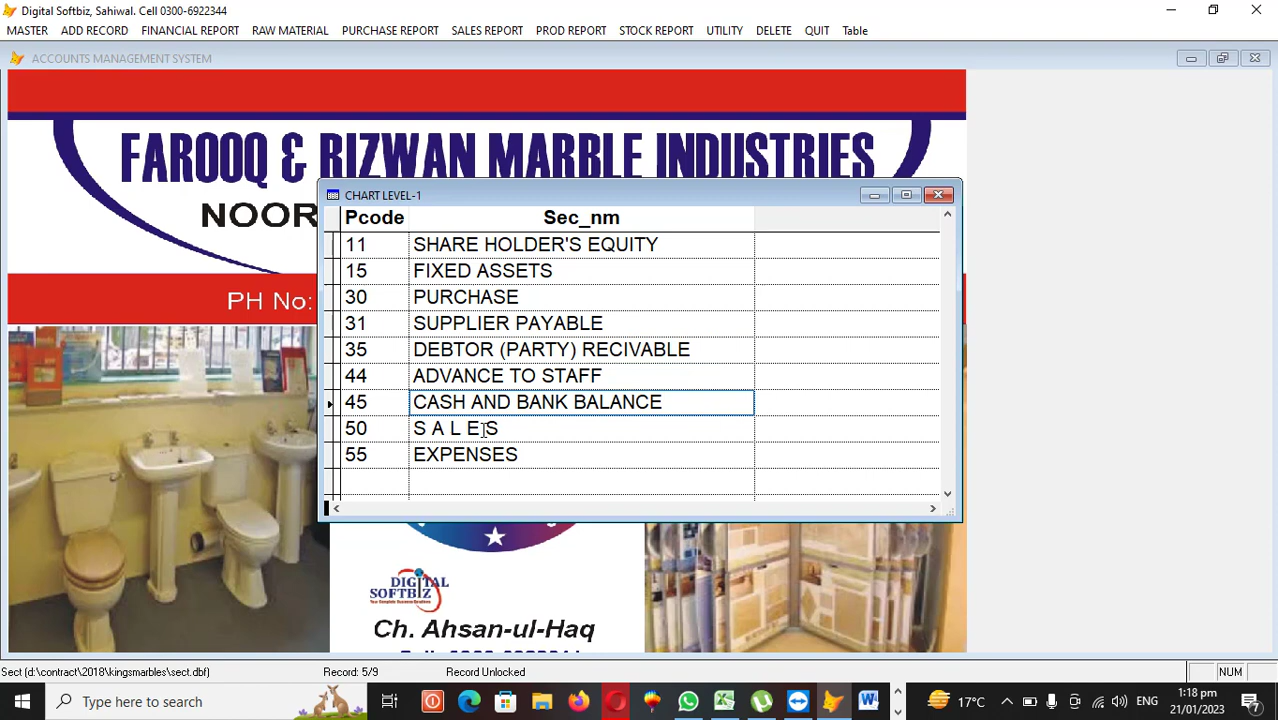 Digital Softbiz, Sahiwal. Cell 0300-6922344
MASTER ADD RECORD FINANCIAL REPORT RAW MATERIAL PURCHASE REPORT SALES REPORT PROD REPORT STOCK REPORT UTILITY DELETE QUIT Table
ACCOUNTS MANAGEMENT SYSTEM
FAROOQ & RIZWAN MARBLE INDUSTRIES
NOOR
PH No:
CHART LEVEL-1
Pcode Sec_nm
11 SHARE HOLDER'S EQUITY
15 FIXED ASSETS
30 PURCHASE
31 SUPPLIER PAYABLE
35 DEBTOR (PARTY) RECIVABLE
44 ADVANCE TO STAFF
45 CASH AND BANK BALANCE
50 S A L E S
55 EXPENSES
DIGITAL
SOFTBIZ
Ch. Ahsan-ul-Haq
Sect (d:\contract\2018\kingsmarbles\sect.dbf) Record: 5/9 Record Unlocked NUM
Type here to search 17°C ENG 1:18 pm
21/01/2023 7